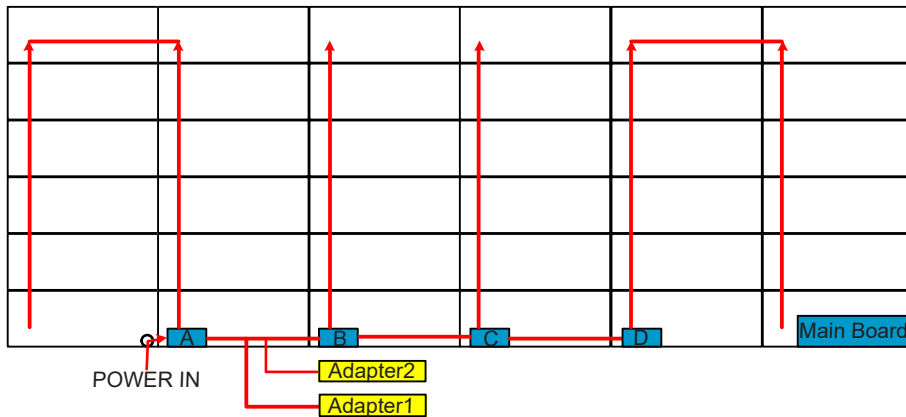 A
B
C
D
Main Board
POWER IN
Adapter2
Adapter1